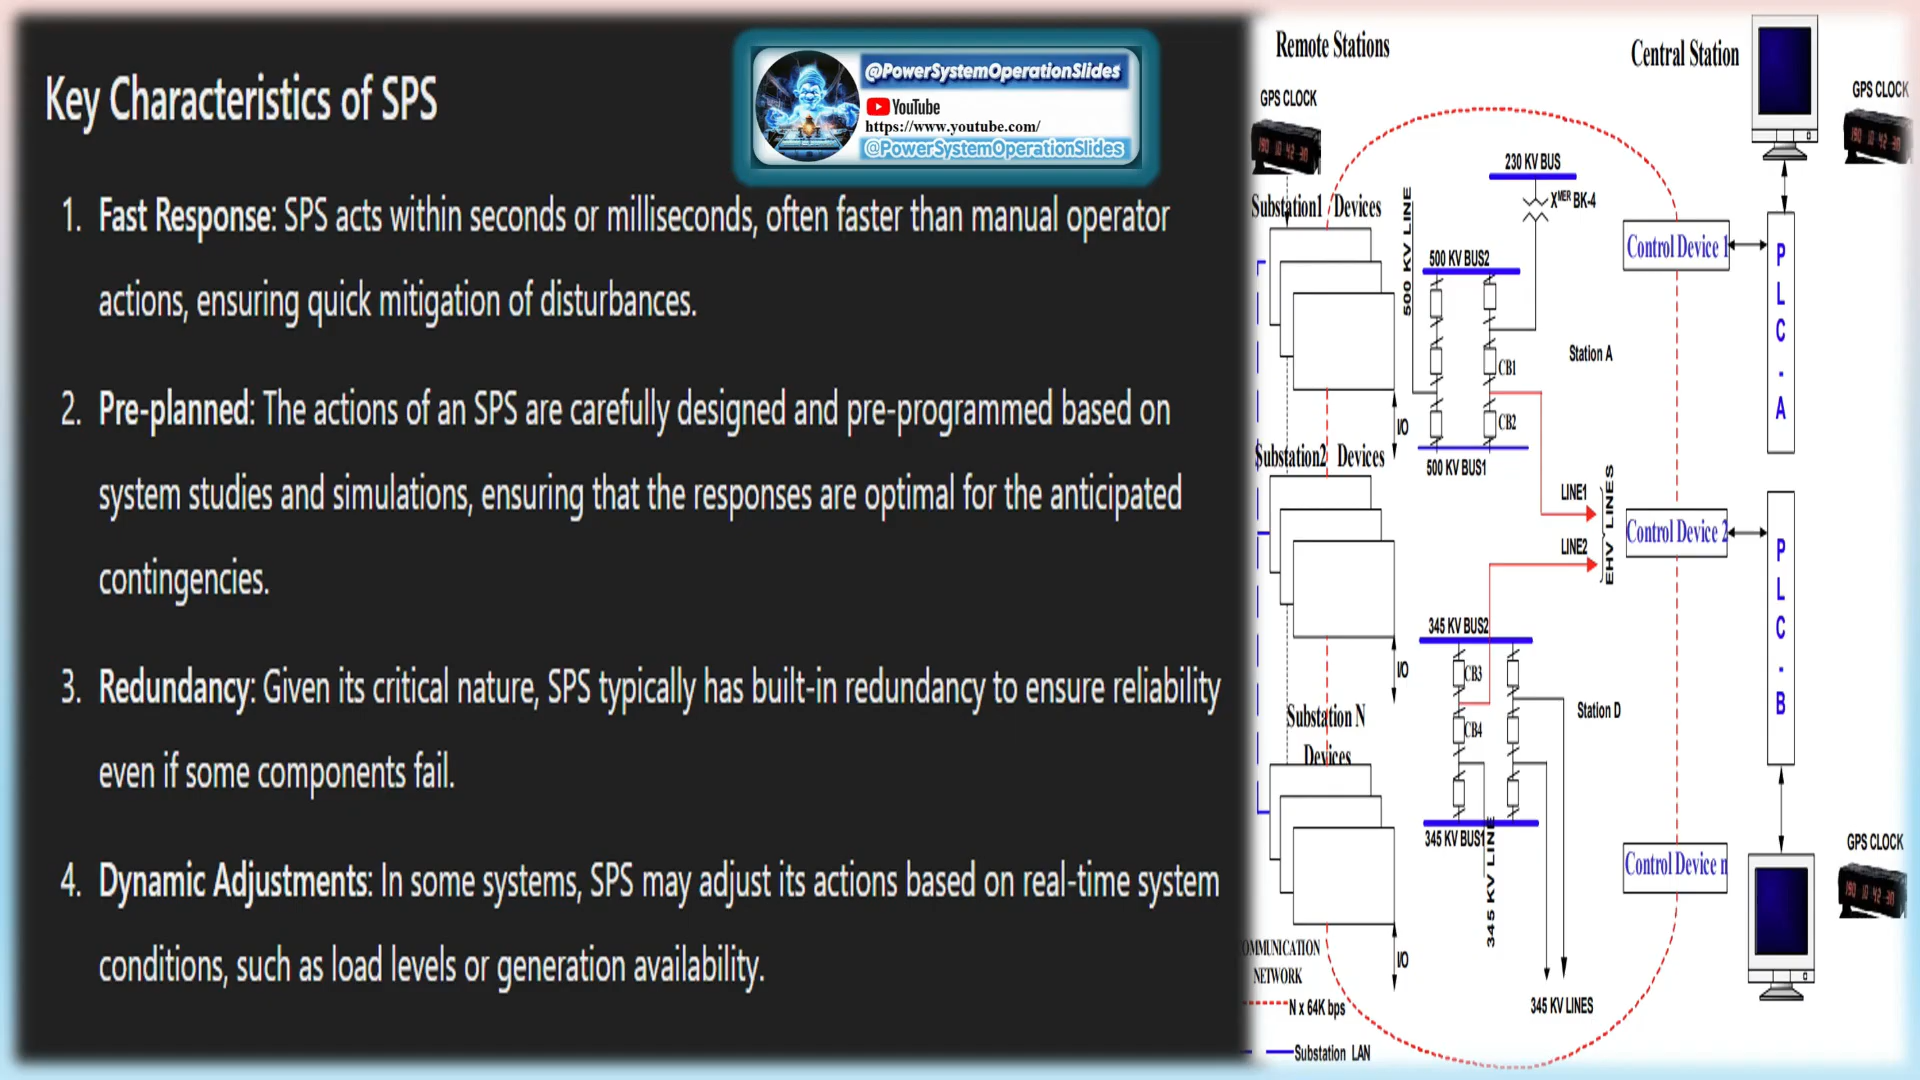 Key Characteristics of SPS
@PowerSystemOperationSlides
YouTube
https://www.youtube.com/
@PowerSystemOperationSlides
1. Fast Response: SPS acts within seconds or milliseconds, often faster than manual operator
actions, ensuring quick mitigation of disturbances.
2. Pre-planned: The actions of an SPS are carefully designed and pre-programmed based on
system studies and simulations, ensuring that the responses are optimal for the anticipated
contingencies.
3. Redundancy: Given its critical nature, SPS typically has built-in redundancy to ensure reliability
even if some components fail.
4. Dynamic Adjustments: In some systems, SPS may adjust its actions based on real-time system
conditions, such as load levels or generation availability.
Remote Stations
Central Station
GPS CLOCK
GPS CLOCK
230 KV BUS
XMER BK-4
Substation1 Devices
500 KV LINE
500 KV BUS2
Control Device 1
PLC-A
Station A
CB1
CB2
I/O
Substation2 Devices
500 KV BUS1
LINE1
LINE2
EHV LINES
Control Device 2
PLC-B
345 KV BUS2
I/O
CB3
Substation N
Devices
CB4
Station D
345 KV BUS1
345 KV LINE
Control Device n
GPS CLOCK
OMMUNICATION
NETWORK
I/O
N x 64K bps
345 KV LINES
Substation LAN